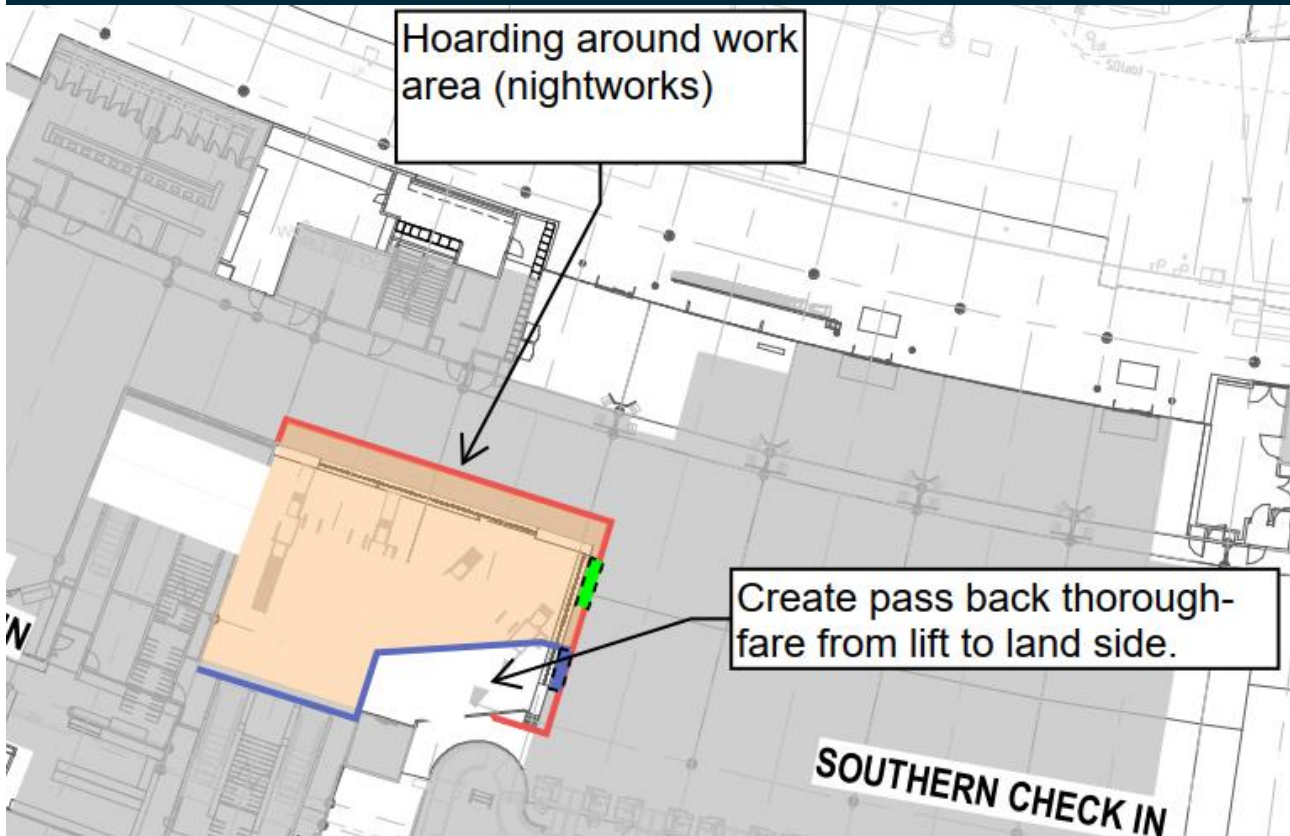 Hoarding around work
area (nightworks)
Create pass back thorough-
fare from lift to land side.
SOUTHERN CHECK IN